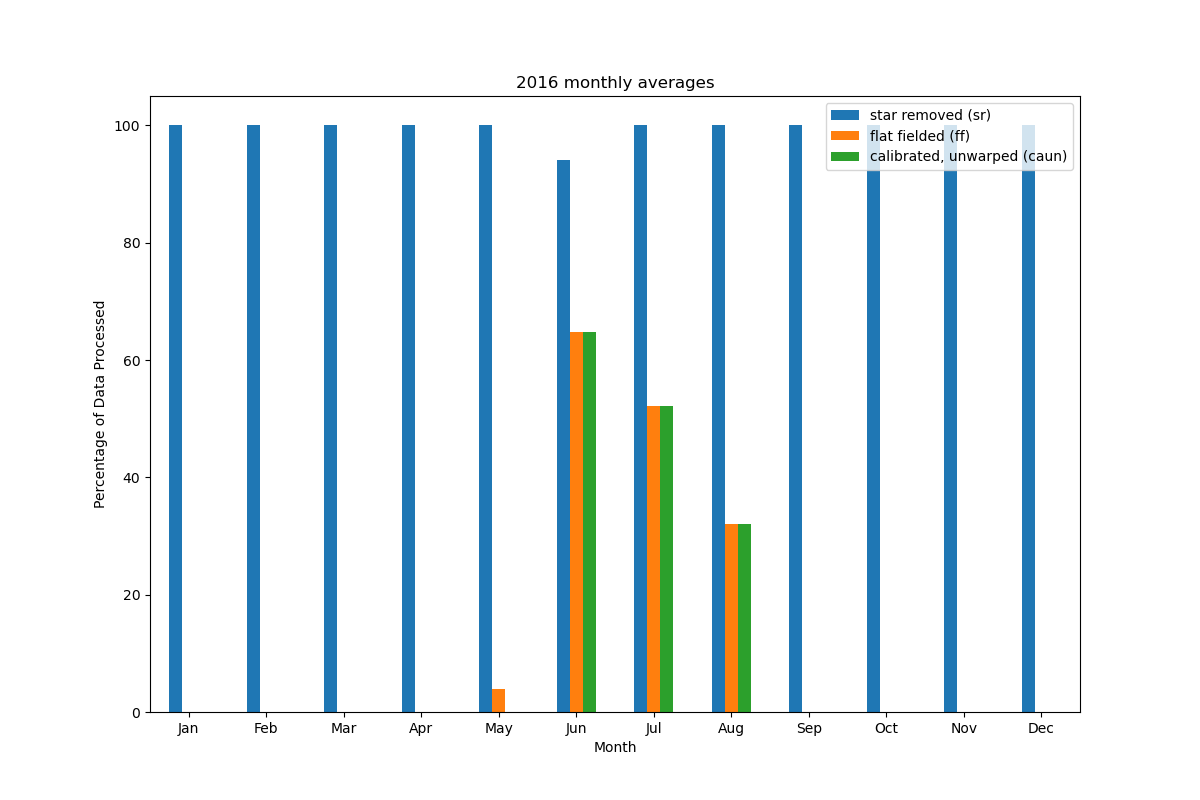 2016 monthly averages
star removed (sr)
flat fielded (ff)
calibrated, unwarped (caun)
100
80
60
40
20
0
Percentage of Data Processed
Jan Feb Mar Apr May Jun Jul Aug Sep Oct Nov Dec
Month